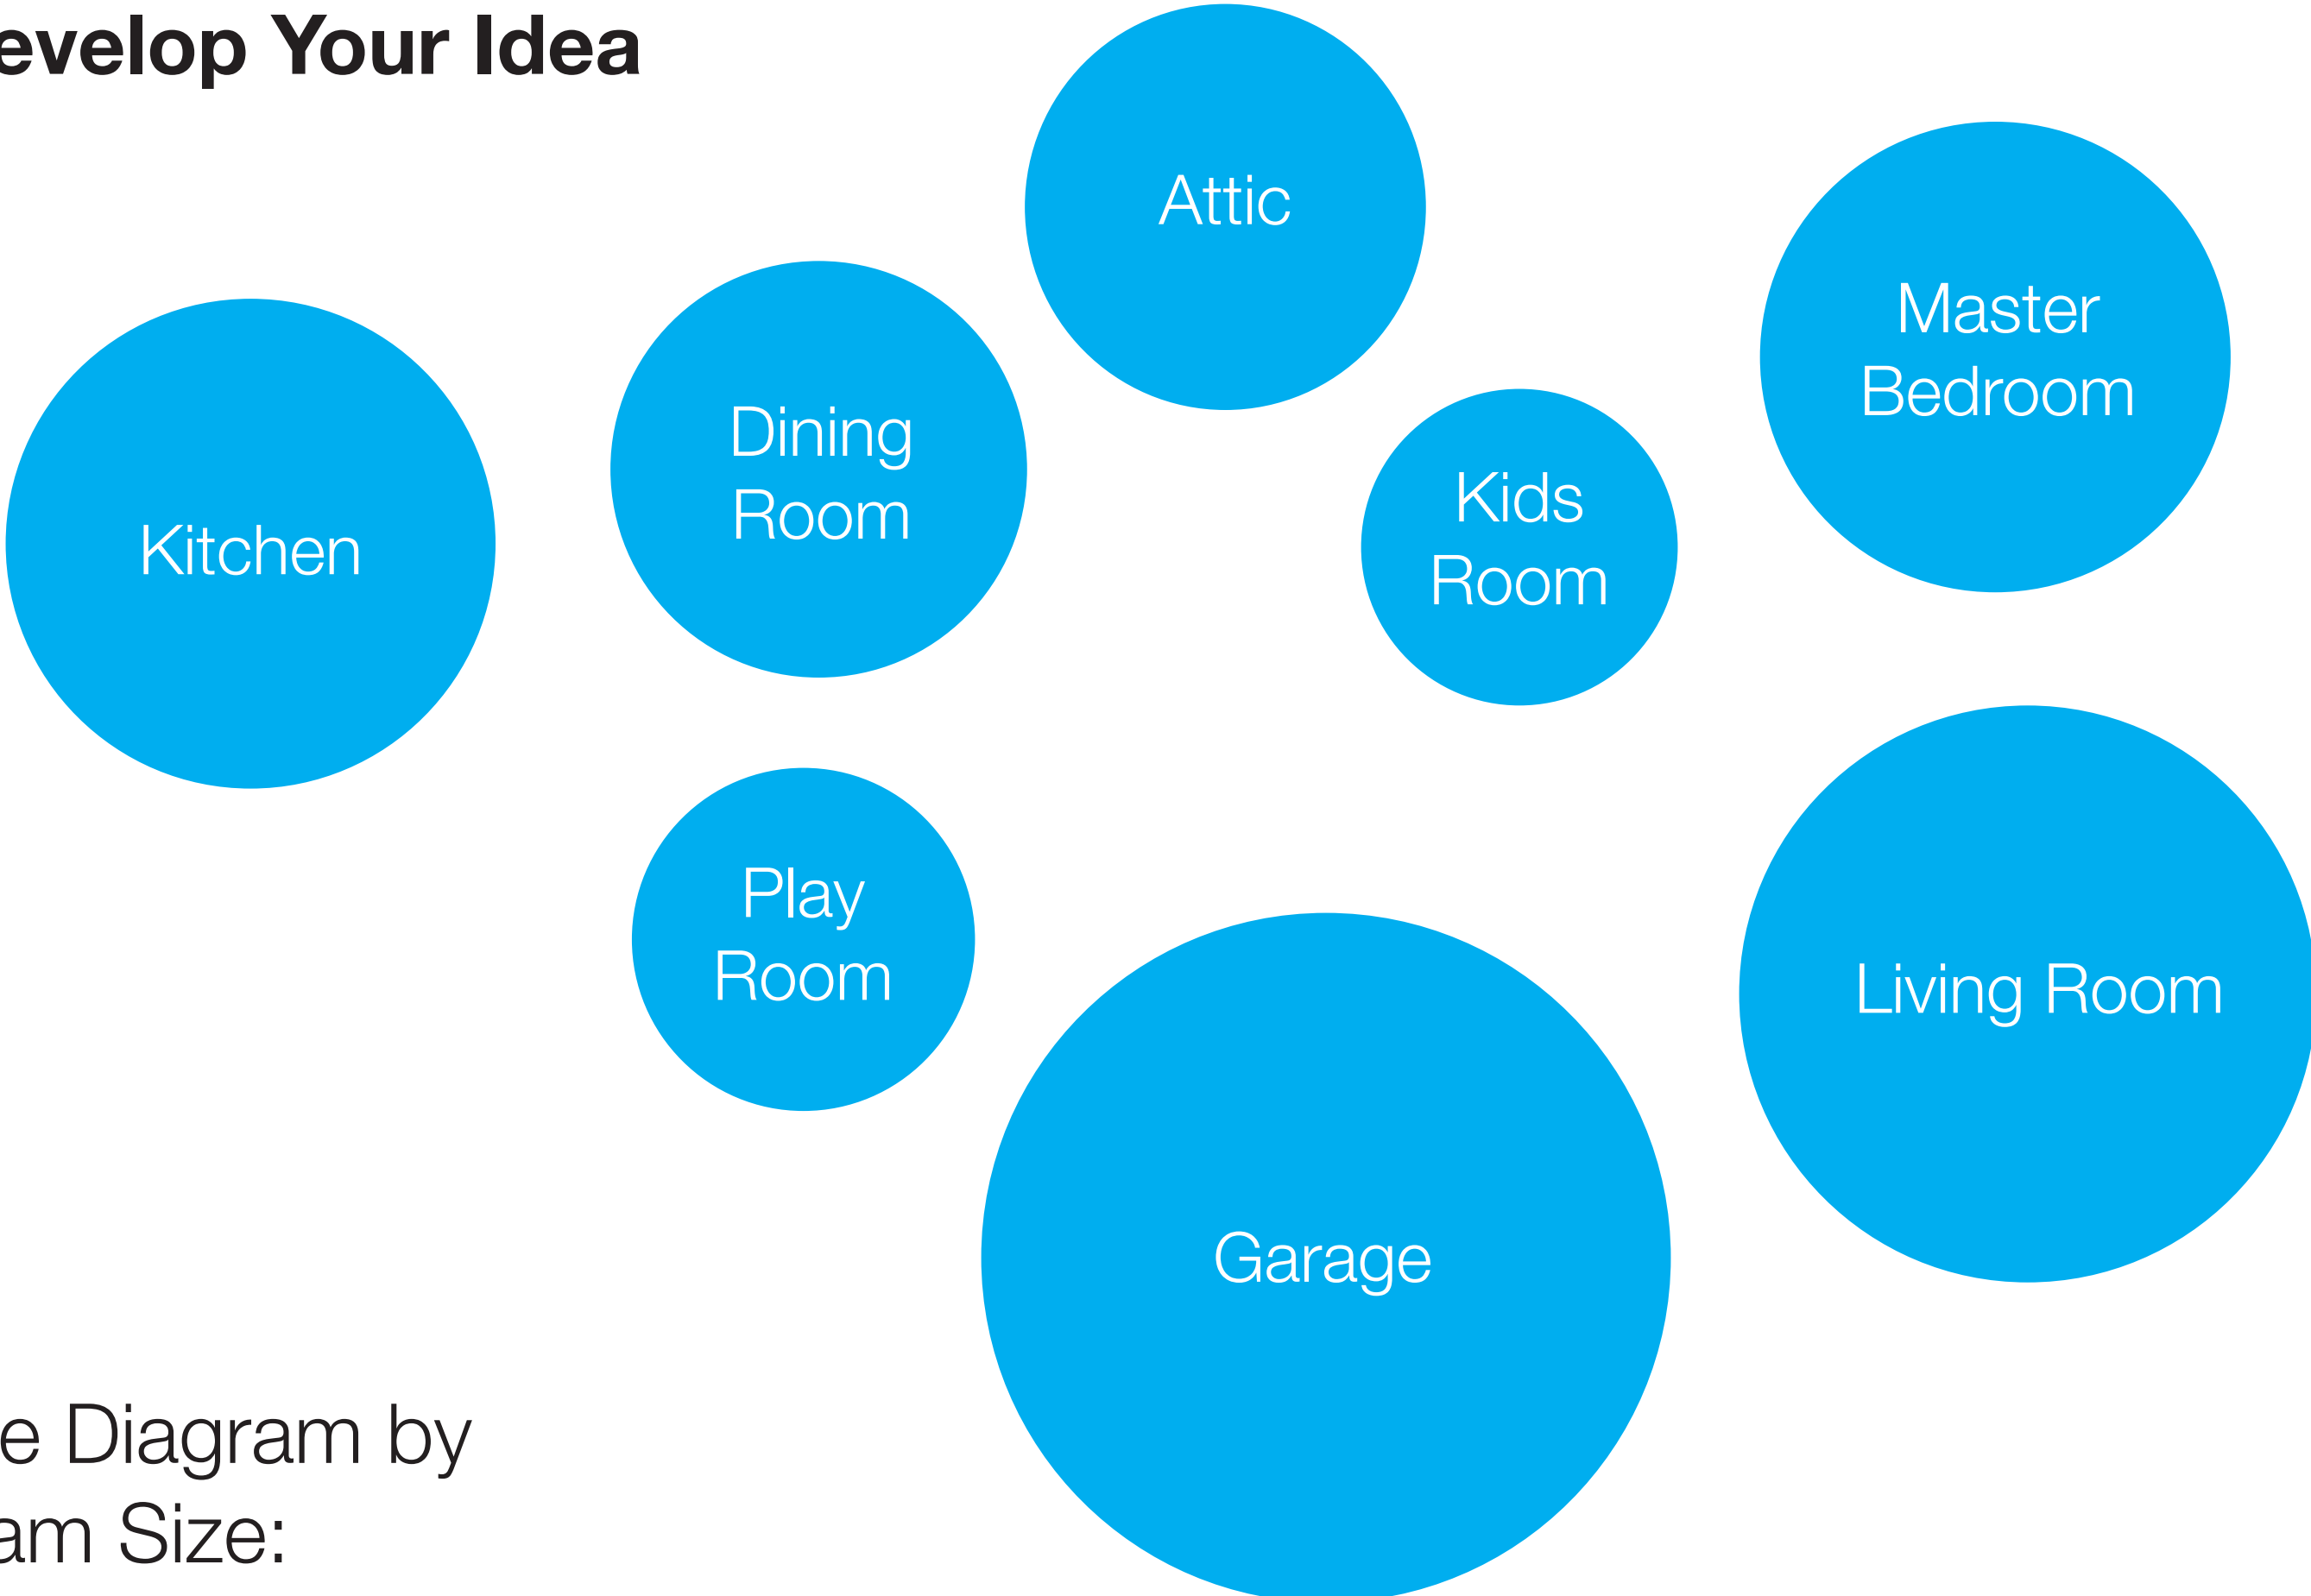 evelop Your Idea
Attic
Master
Bedroom
Dining
Room
Kids
Room
Kitchen
Play
Room
Living Room
Garage
e Diagram by
am Size: